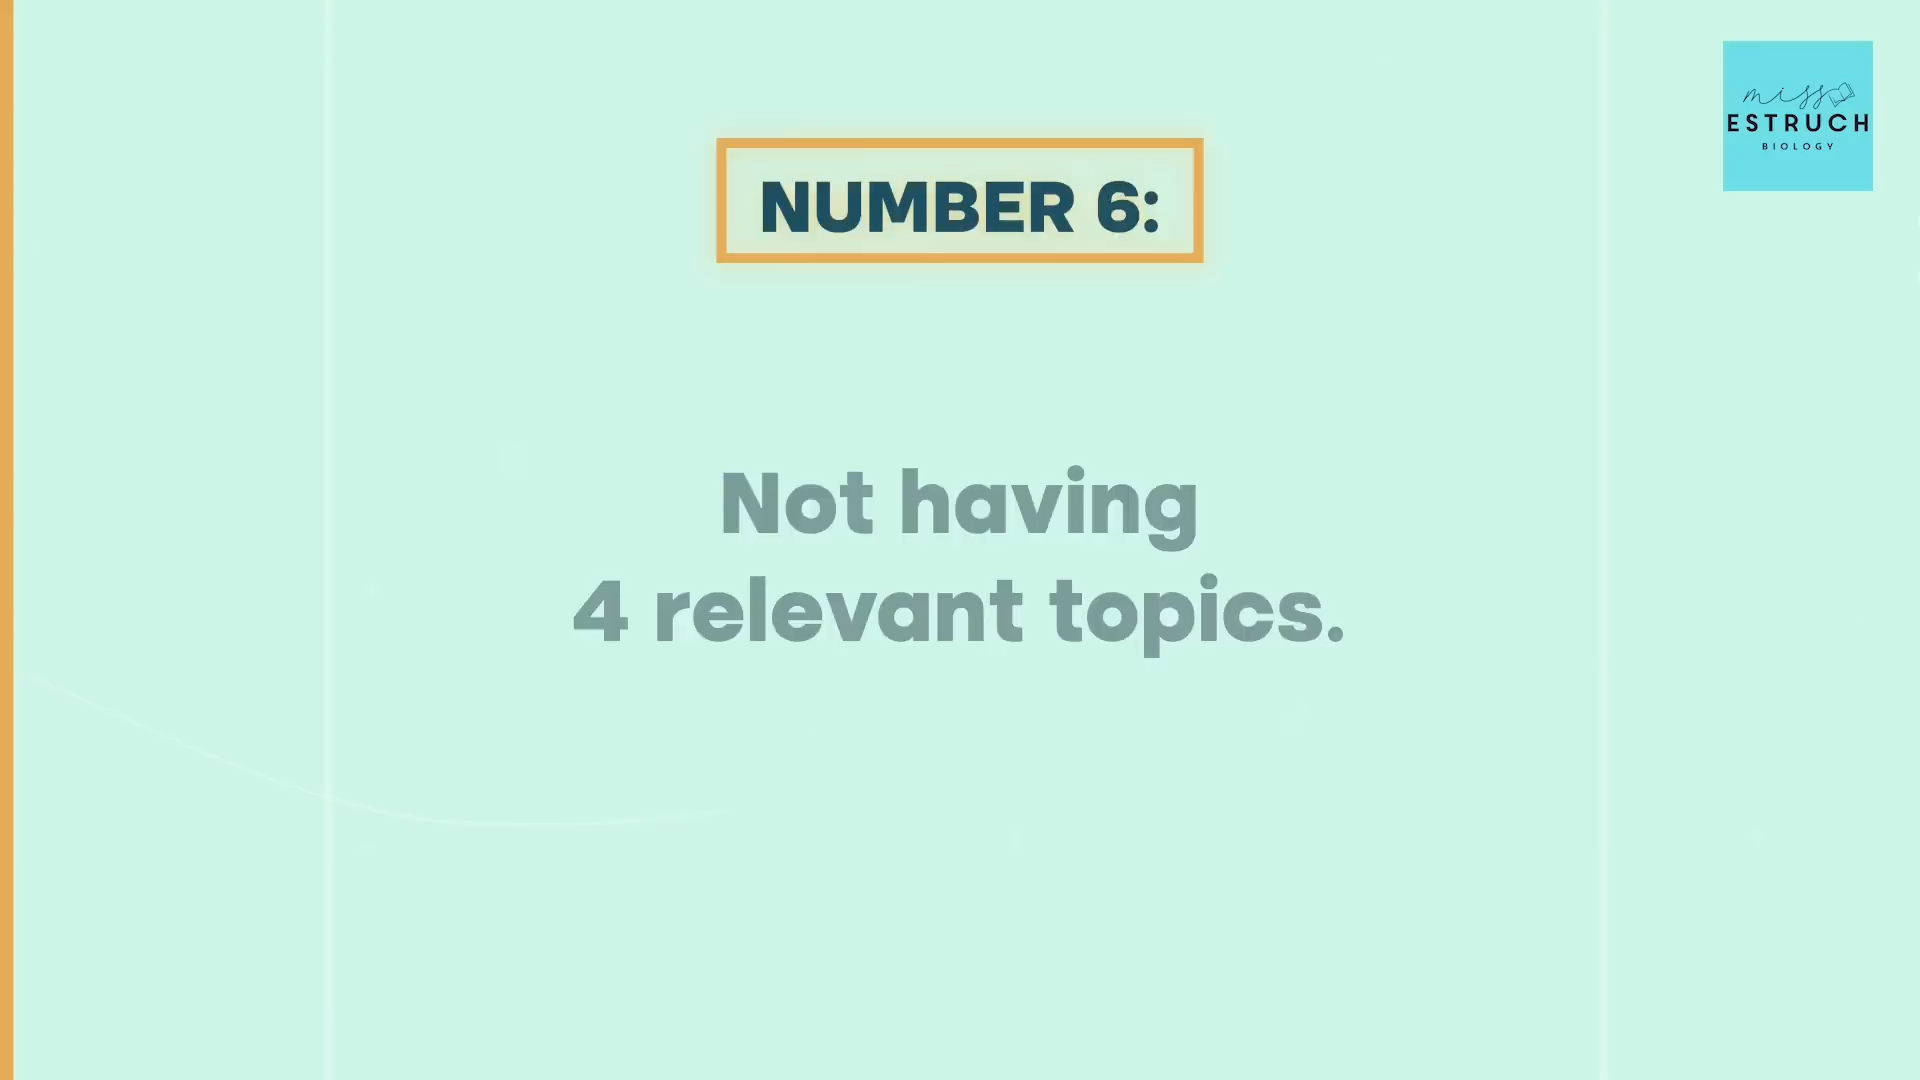 miss
ESTRUCH
BIOLOGY
NUMBER 6:
Not having
4 relevant topics.